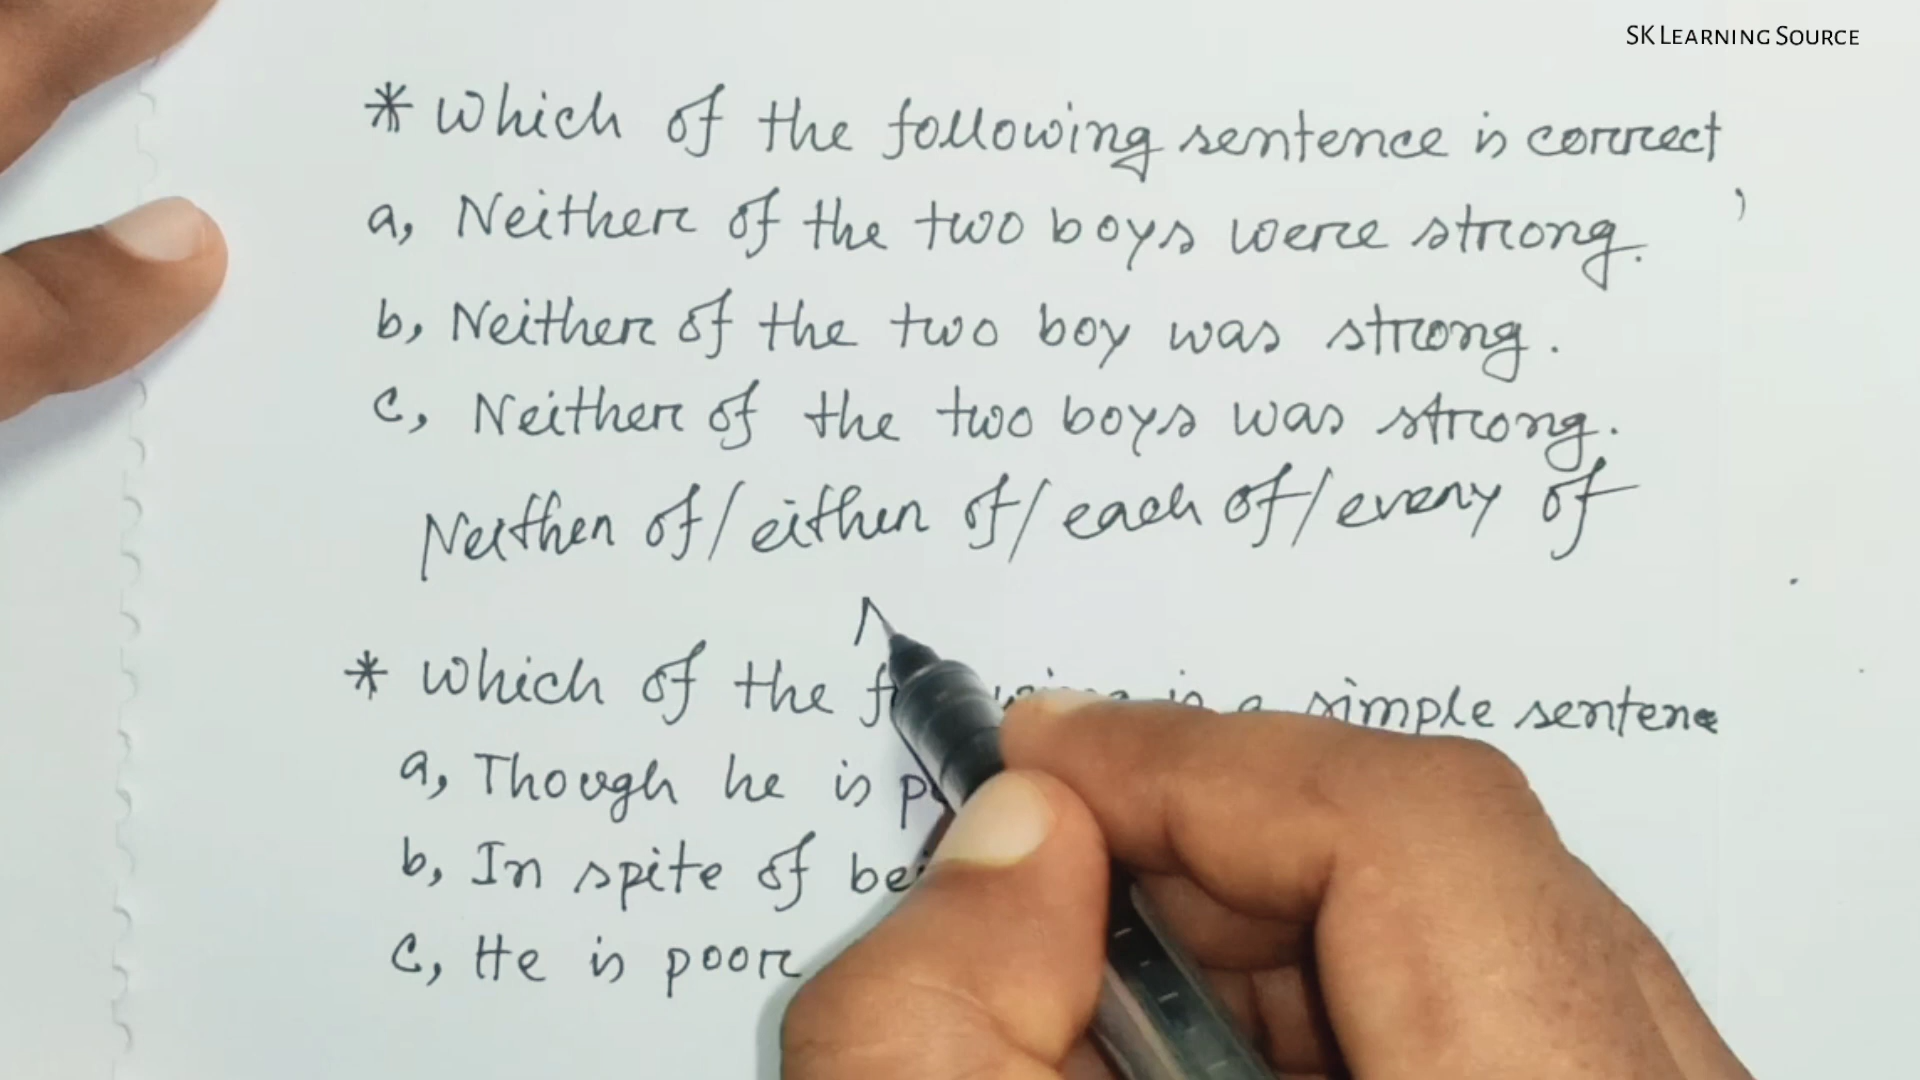 SK LEARNING SOURCE
* Which of the following sentence is correct
a, Neither of the two boys were strong.
b, Neither of the two boy was strong.
c, Neither of the two boys was strong.
Neither of / either of / each of / every of
* Which of the is a simple sentence
a, Though he is
b, In spite of
c, He is poor